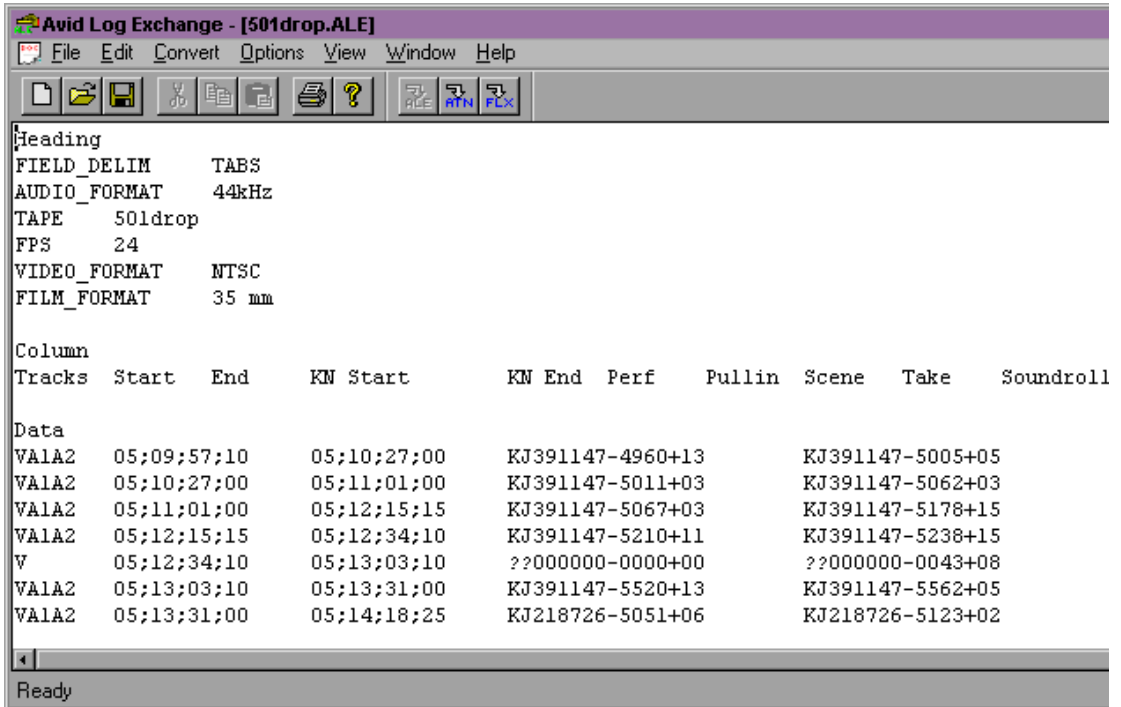 Avid Log Exchange - [501drop.ALE]
File Edit Convert Options View Window Help
ALE ATN FLX
Heading
FIELD_DELIM TABS
AUDIO_FORMAT 44kHz
TAPE 501drop
FPS 24
VIDEO_FORMAT NTSC
FILM_FORMAT 35 mm
Column
Tracks Start End KN Start KN End Perf Pullin Scene Take Soundroll
Data
VA1A2 05;09;57;10 05;10;27;00 KJ391147-4960+13 KJ391147-5005+05
VA1A2 05;10;27;00 05;11;01;00 KJ391147-5011+03 KJ391147-5062+03
VA1A2 05;11;01;00 05;12;15;15 KJ391147-5067+03 KJ391147-5178+15
VA1A2 05;12;15;15 05;12;34;10 KJ391147-5210+11 KJ391147-5238+15
V 05;12;34;10 05;13;03;10 ??000000-0000+00 ??000000-0043+08
VA1A2 05;13;03;10 05;13;31;00 KJ391147-5520+13 KJ391147-5562+05
VA1A2 05;13;31;00 05;14;18;25 KJ218726-5051+06 KJ218726-5123+02
Ready